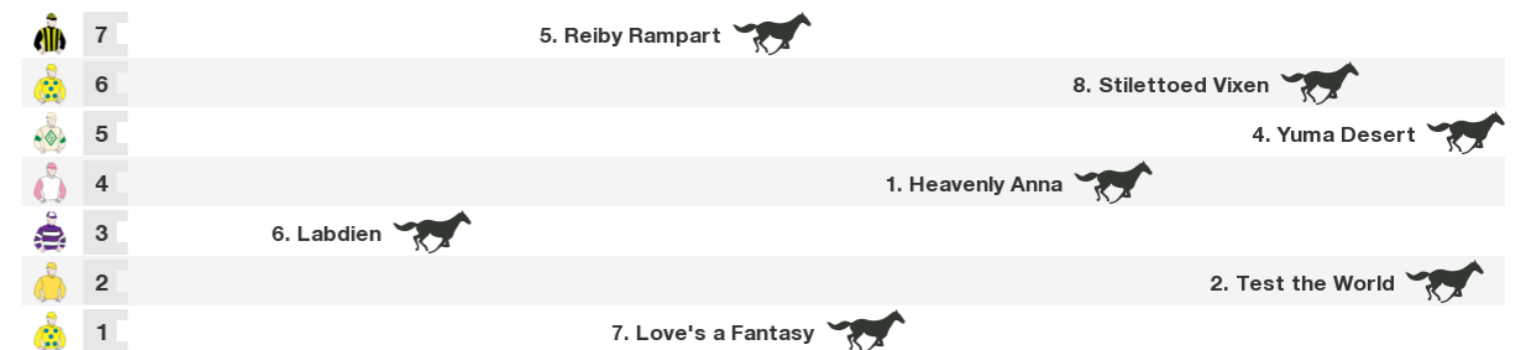 7 5. Reiby Rampart
6 8. Stilettoed Vixen
5 4. Yuma Desert
4 1. Heavenly Anna
3 6. Labdien
2 2. Test the World
1 7. Love's a Fantasy